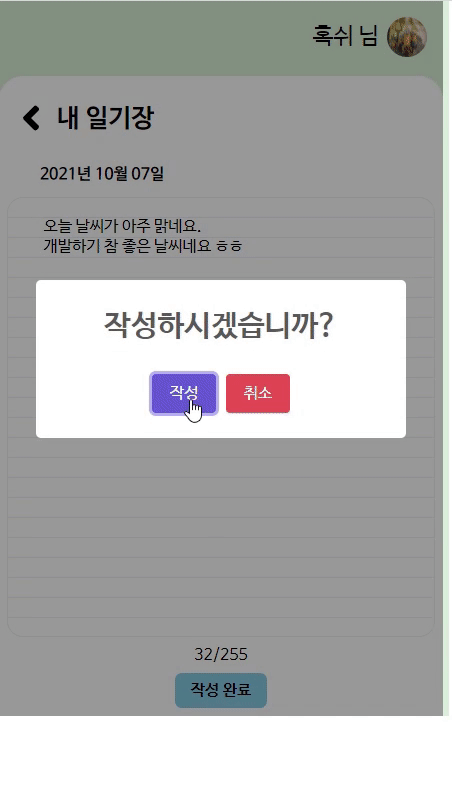 혹쉬 님
내 일기장
2021년 10월 07일
오늘 날씨가 아주 맑네요.
개발하기 참 좋은 날씨네요 ㅎㅎ
작성하시겠습니까?
작성 취소
32/255
작성 완료